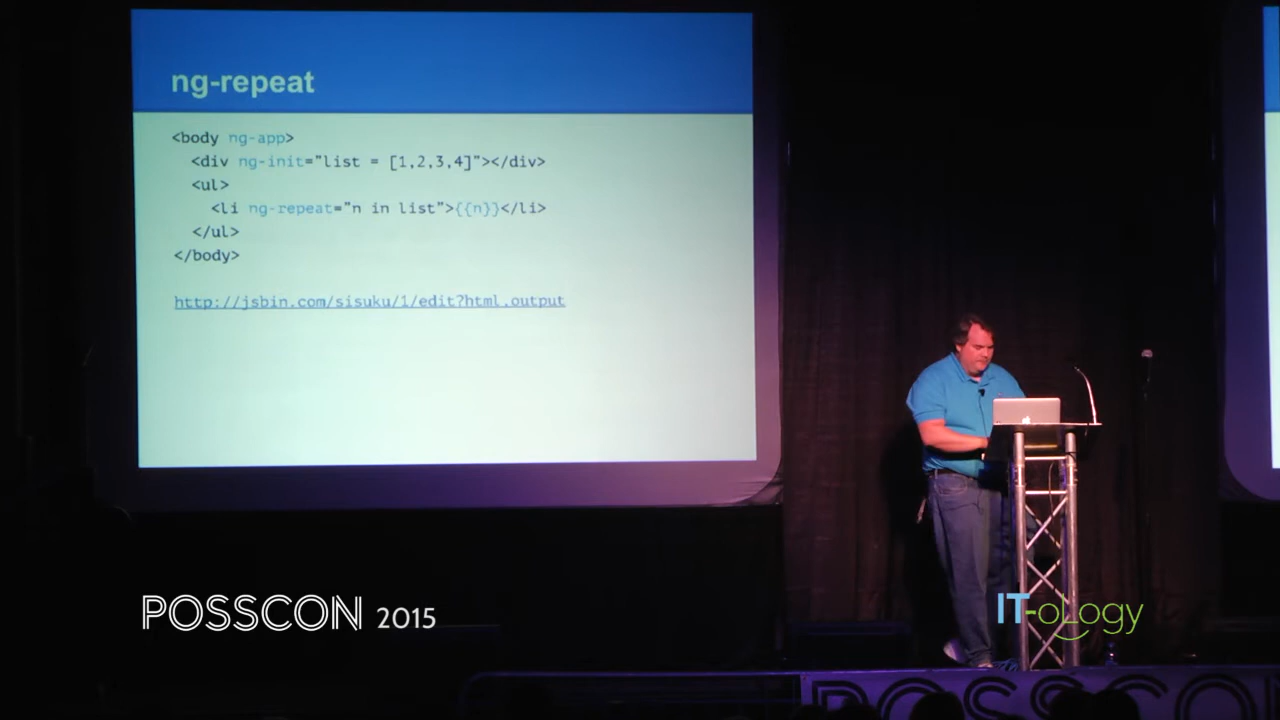 ng-repeat
<body ng-app>
<div ng-init="list = [1,2,3,4]"></div>
<ul>
<li ng-repeat="n in list">{{n}}</li>
</ul>
</body>
http://jsbin.com/sisuku/1/edit?html,output
POSSCON 2015
IT-oLogy
POSSCO